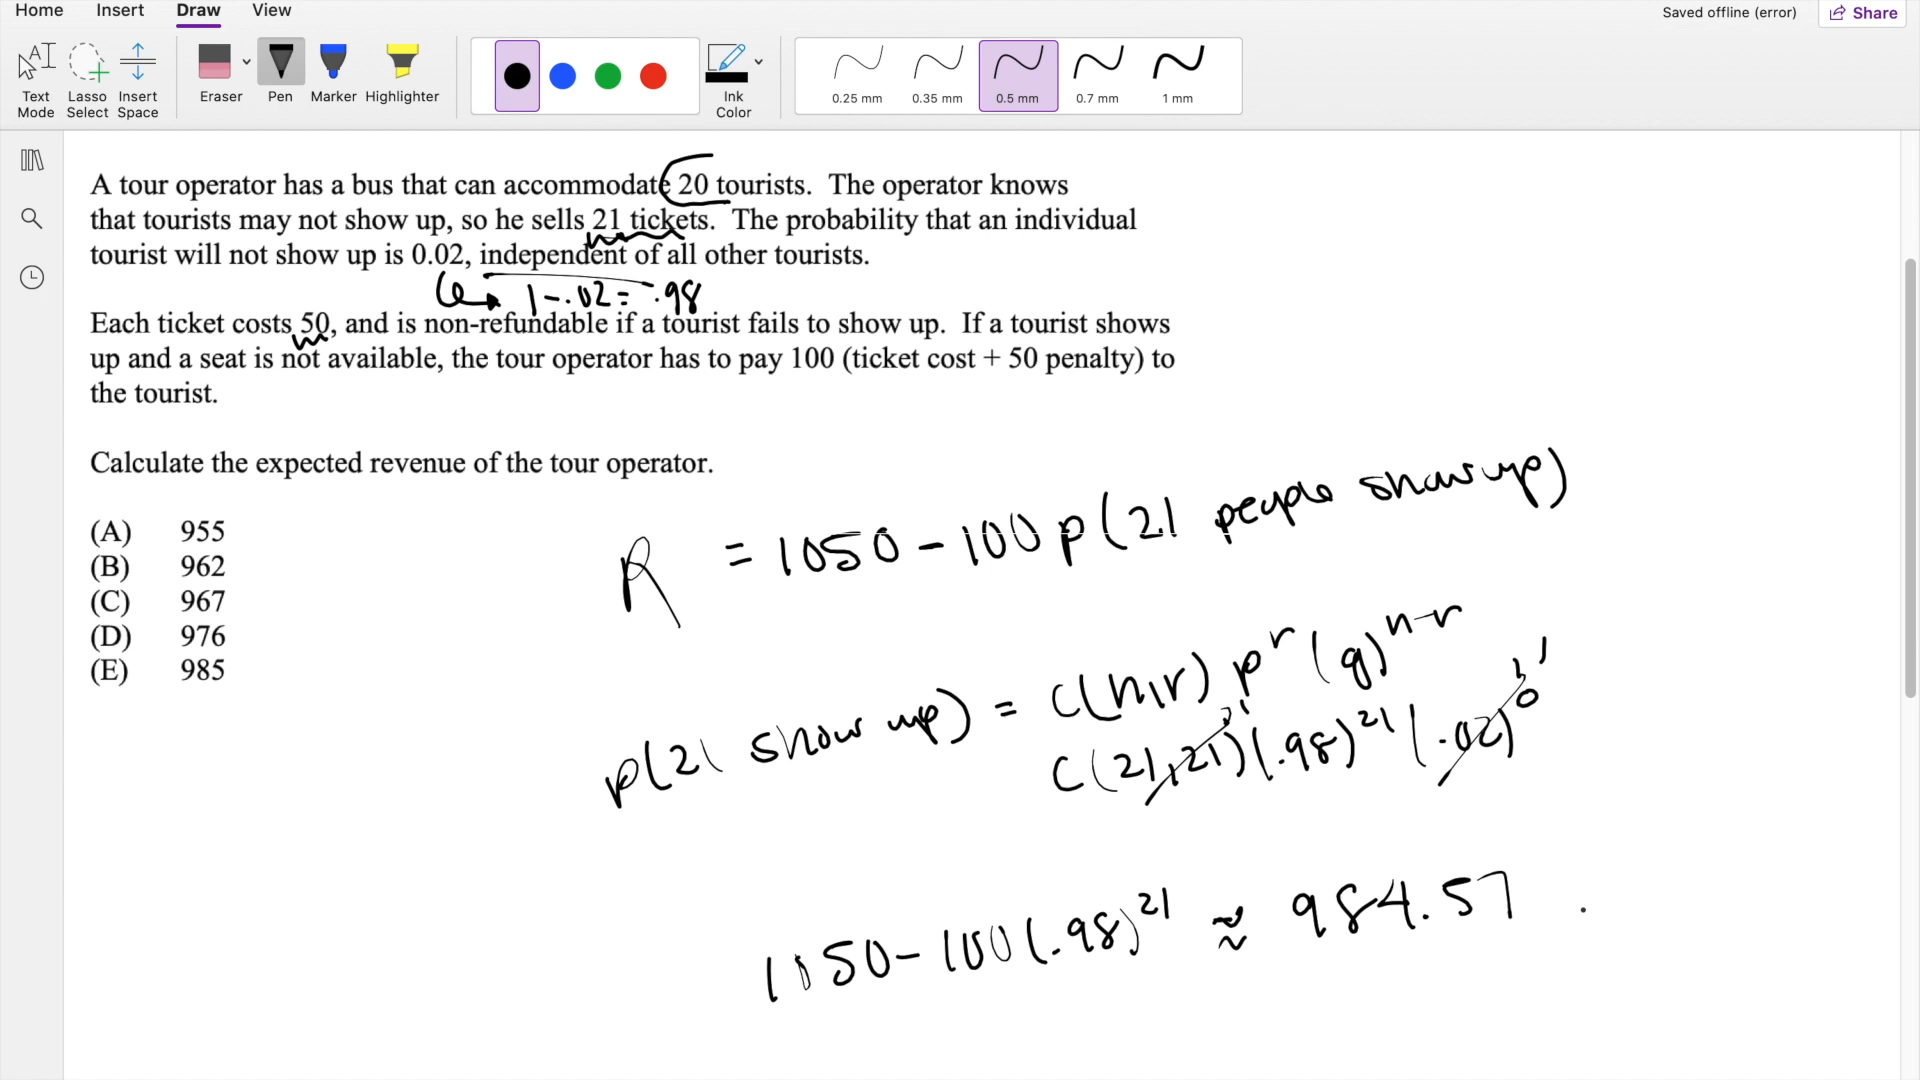 Home Insert Draw View Saved offline (error) Share
AI
Text Mode Lasso Select Insert Space Eraser Pen Marker Highlighter Ink Color 0.25 mm 0.35 mm 0.5 mm 0.7 mm 1 mm
A tour operator has a bus that can accommodate 20 tourists. The operator knows
that tourists may not show up, so he sells 21 tickets. The probability that an individual
tourist will not show up is 0.02, independent of all other tourists.
1-.02= .98
Each ticket costs 50, and is non-refundable if a tourist fails to show up. If a tourist shows
up and a seat is not available, the tour operator has to pay 100 (ticket cost + 50 penalty) to
the tourist.
Calculate the expected revenue of the tour operator.
(A) 955
(B) 962
(C) 967
(D) 976
(E) 985
R = 1050 - 100 p(21 people show up)
p(21 show up) = C(n,r) p^r (q)^n-r
C(21,21)^1 (.98)^21 (.02)^0 1
1050 - 100(.98)^21 ≈ 984.57